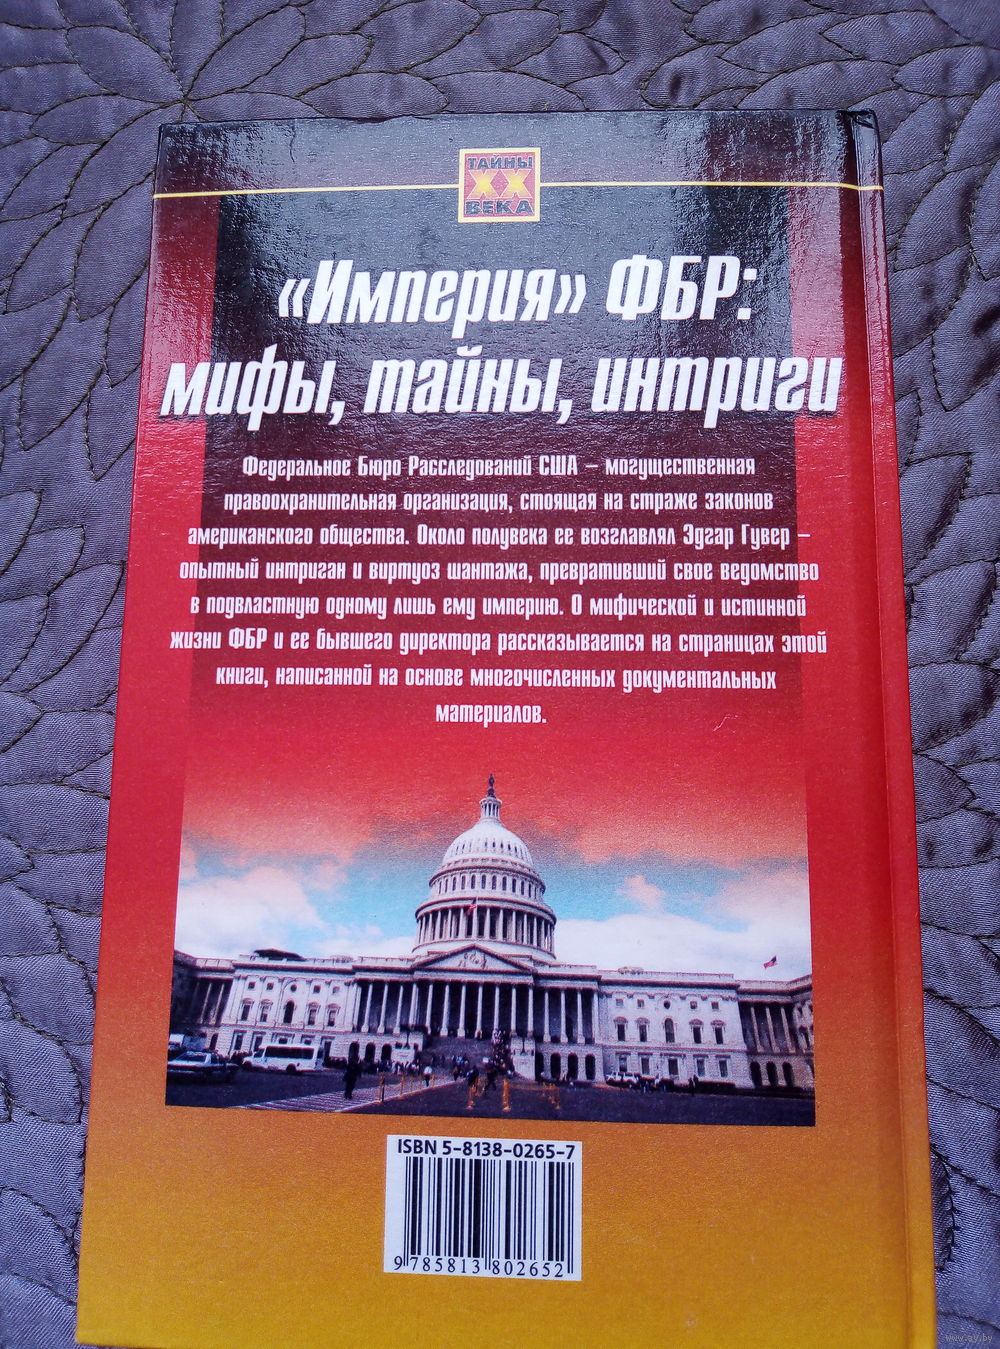 ТАЙНЫ
XX
ВЕКА
«Империя» ФБР:
мифы, тайны, интриги
Федеральное Бюро Расследований США – могущественная
правоохранительная организация, стоящая на страже законов
американского общества. Около полувека ее возглавлял Эдгар Гувер –
опытный интриган и виртуоз шантажа, превративший свое ведомство
в подвластную одному лишь ему империю. О мифической и истинной
жизни ФБР и ее бывшего директора рассказывается на страницах этой
книги, написанной на основе многочисленных документальных
материалов.
ISBN 5-8138-0265-7
9 785813 802652
www.ay.by